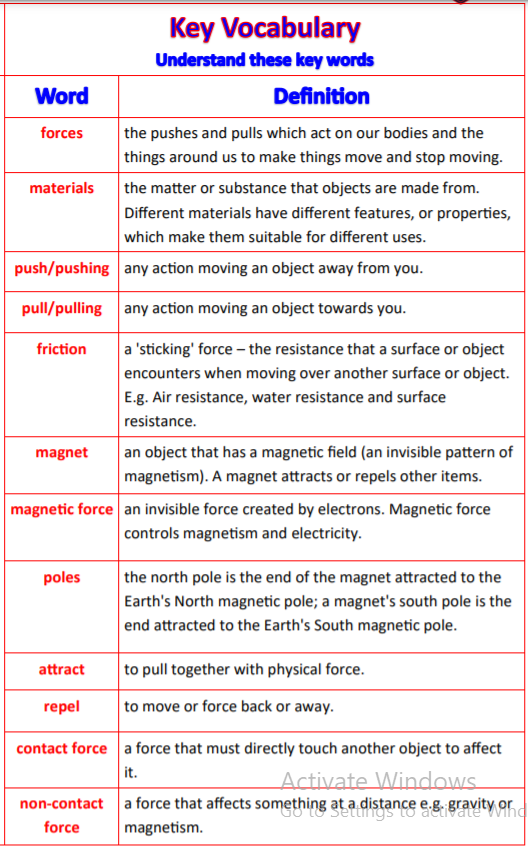 Key Vocabulary
Understand these key words
Word Definition
forces the pushes and pulls which act on our bodies and the
things around us to make things move and stop moving.
materials the matter or substance that objects are made from.
Different materials have different features, or properties,
which make them suitable for different uses.
push/pushing any action moving an object away from you.
pull/pulling any action moving an object towards you.
friction a 'sticking' force – the resistance that a surface or object
encounters when moving over another surface or object.
E.g. Air resistance, water resistance and surface
resistance.
magnet an object that has a magnetic field (an invisible pattern of
magnetism). A magnet attracts or repels other items.
magnetic force an invisible force created by electrons. Magnetic force
controls magnetism and electricity.
poles the north pole is the end of the magnet attracted to the
Earth's North magnetic pole; a magnet's south pole is the
end attracted to the Earth's South magnetic pole.
attract to pull together with physical force.
repel to move or force back or away.
contact force a force that must directly touch another object to affect
it.
Activate Windows
non-contact a force that affects something at a distance e.g. gravity or
Go to Settings to activate Wind
force magnetism.